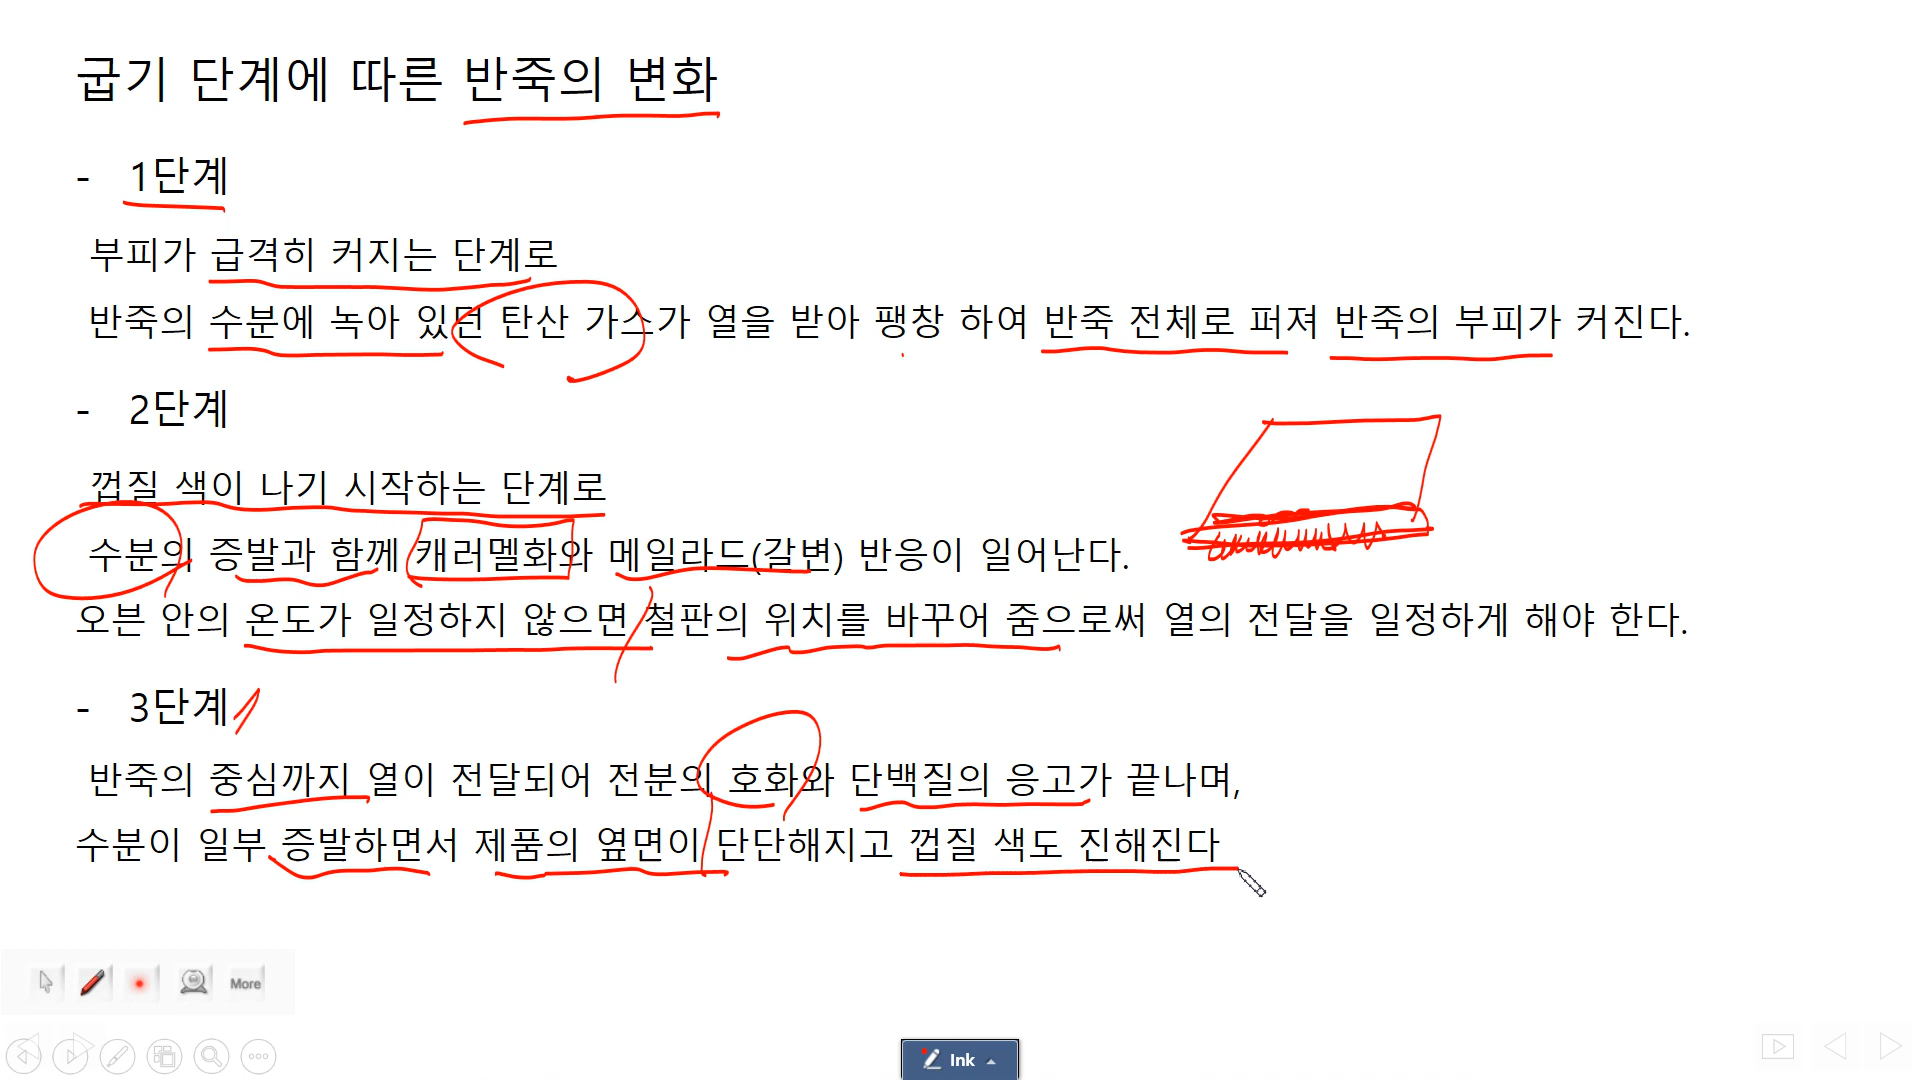 굽기 단계에 따른 반죽의 변화
- 1단계
부피가 급격히 커지는 단계로
반죽의 수분에 녹아 있던 탄산 가스가 열을 받아 팽창 하여 반죽 전체로 퍼져 반죽의 부피가 커진다.
- 2단계
껍질 색이 나기 시작하는 단계로
수분의 증발과 함께 캐러멜화와 메일라드(갈변) 반응이 일어난다.
오븐 안의 온도가 일정하지 않으면 철판의 위치를 바꾸어 줌으로써 열의 전달을 일정하게 해야 한다.
- 3단계
반죽의 중심까지 열이 전달되어 전분의 호화와 단백질의 응고가 끝나며,
수분이 일부 증발하면서 제품의 옆면이 단단해지고 껍질 색도 진해진다
More
Ink